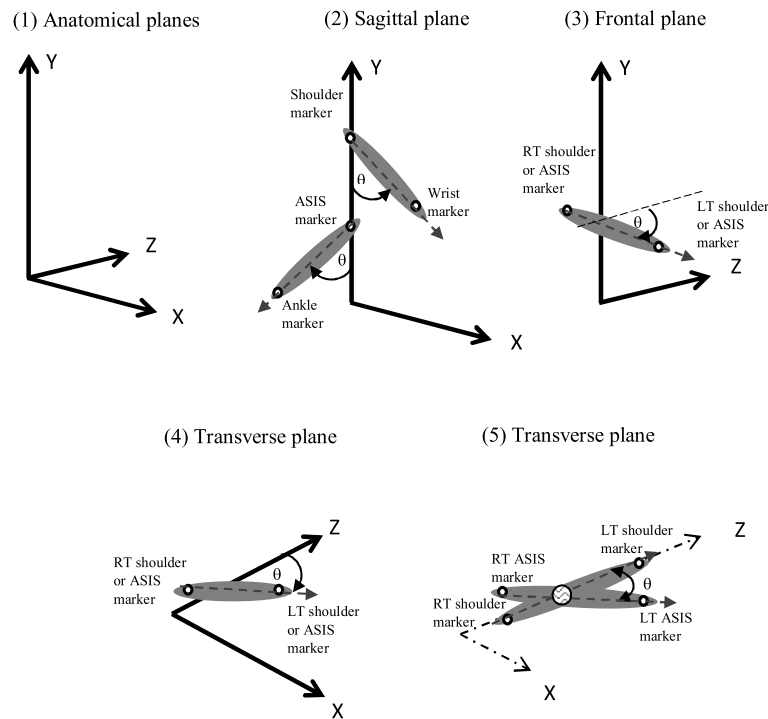 (1) Anatomical planes
Y
Z
X
(2) Sagittal plane
Y
Shoulder
marker
θ
Wrist
marker
ASIS
marker
θ
Ankle
marker
X
(3) Frontal plane
Y
RT shoulder
or ASIS
marker
LT shoulder
or ASIS
marker
θ
Z
(4) Transverse plane
Z
RT shoulder
or ASIS
marker
θ
LT shoulder
or ASIS
marker
X
(5) Transverse plane
Z
LT shoulder
marker
RT ASIS
marker
θ
RT shoulder
marker
LT ASIS
marker
X